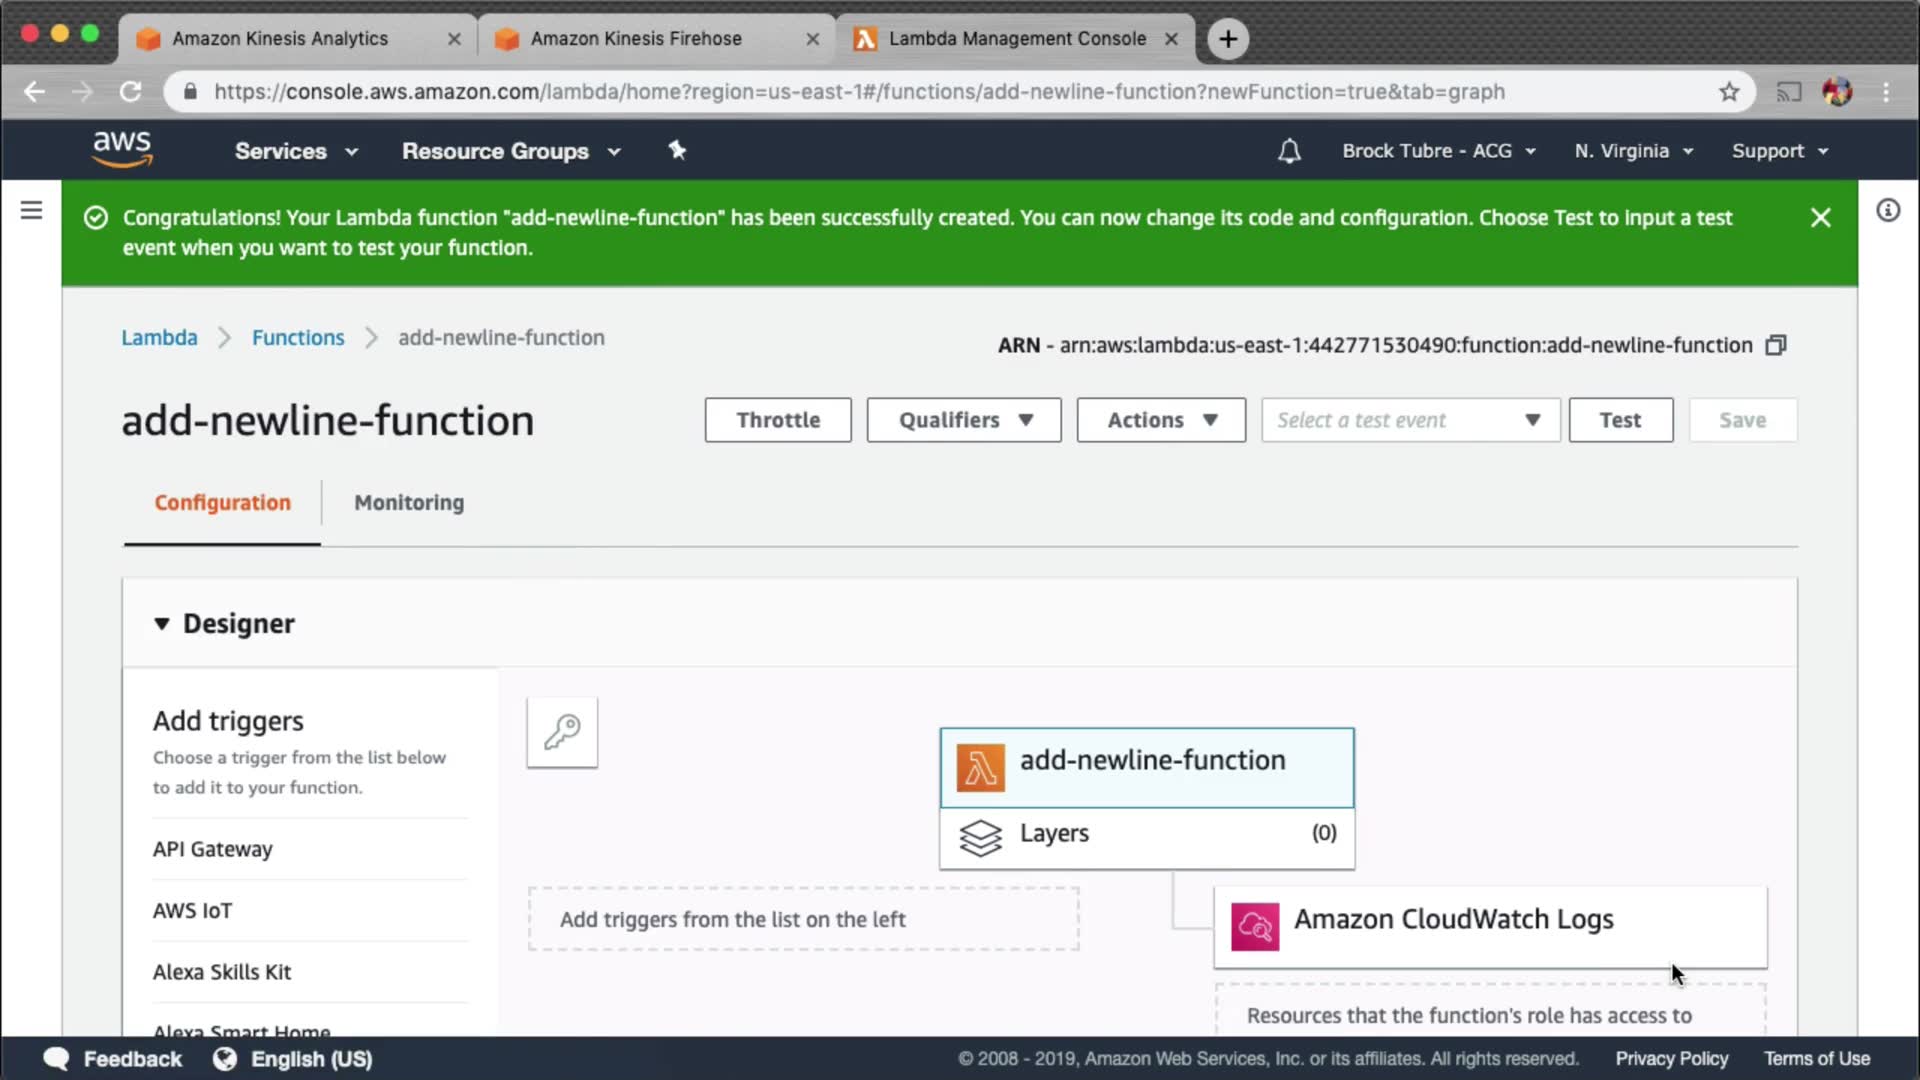 Amazon Kinesis Analytics
Amazon Kinesis Firehose
Lambda Management Console
https://console.aws.amazon.com/lambda/home?region=us-east-1#/functions/add-newline-function?newFunction=true&tab=graph
aws
Services
Resource Groups
Brock Tubre - ACG
N. Virginia
Support
Congratulations! Your Lambda function "add-newline-function" has been successfully created. You can now change its code and configuration. Choose Test to input a test
event when you want to test your function.
Lambda
Functions
add-newline-function
ARN - arn:aws:lambda:us-east-1:442771530490:function:add-newline-function
add-newline-function
Throttle
Qualifiers
Actions
Select a test event
Test
Save
Configuration
Monitoring
Designer
Add triggers
Choose a trigger from the list below
to add it to your function.
API Gateway
AWS IoT
Alexa Skills Kit
Alexa Smart Home
add-newline-function
Layers
(0)
Add triggers from the list on the left
Amazon CloudWatch Logs
Resources that the function's role has access to
Feedback
English (US)
© 2008 - 2019, Amazon Web Services, Inc. or its affiliates. All rights reserved.
Privacy Policy
Terms of Use